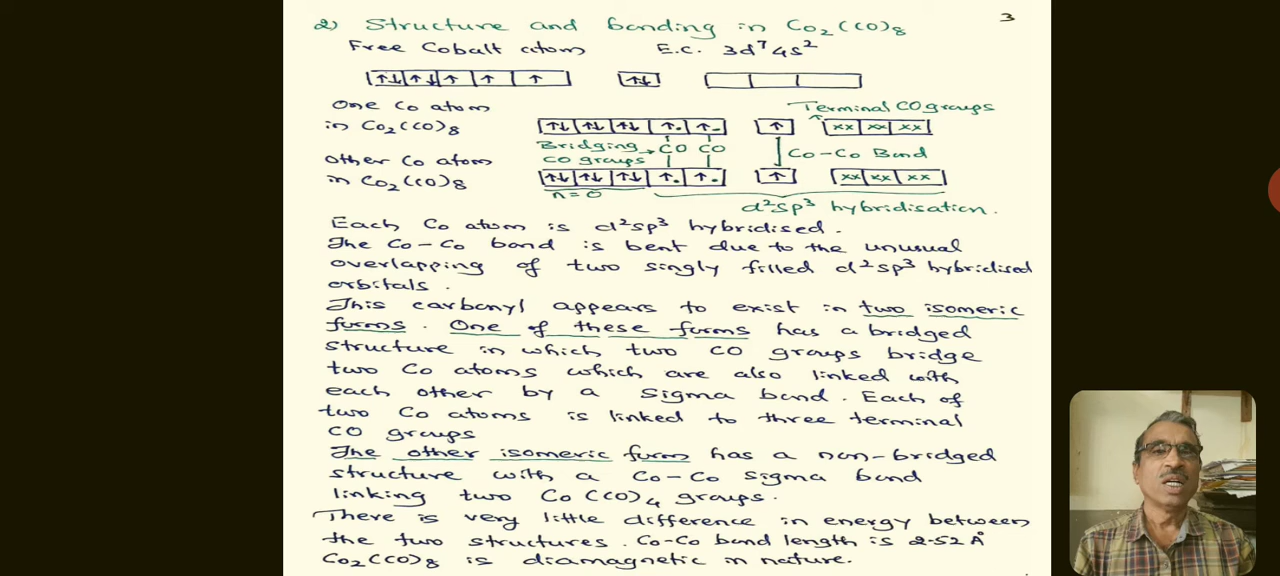 3
2) Structure and bonding in Co₂(CO)₈
Free Cobalt atom E.C. 3d⁷4s²
↑↓ ↑↓ ↑ ↑ ↑ ↑↓
One Co atom Terminal CO groups
in Co₂(CO)₈ ↑↓ ↑↓ ↑↓ ↑. ↑. ↑ xx xx xx
Bridging CO CO
Other Co atom CO groups Co–Co Bond
in Co₂(CO)₈ ↑↓ ↑↓ ↑↓ ↑. ↑. ↑ xx xx xx
n=0 d²sp³ hybridisation.
Each Co atom is d²sp³ hybridised.
The Co–Co bond is bent due to the unusual
overlapping of two singly filled d²sp³ hybridised
orbitals.
This carbonyl appears to exist in two isomeric
forms. One of these forms has a bridged
structure in which two CO groups bridge
two Co atoms which are also linked with
each other by a sigma bond. Each of
two Co atoms is linked to three terminal
CO groups
The other isomeric form has a non-bridged
structure with a Co–Co sigma bond
linking two Co(CO)₄ groups.
There is very little difference in energy between
the two structures. Co–Co bond length is 2.52 Å
Co₂(CO)₈ is diamagnetic in nature.